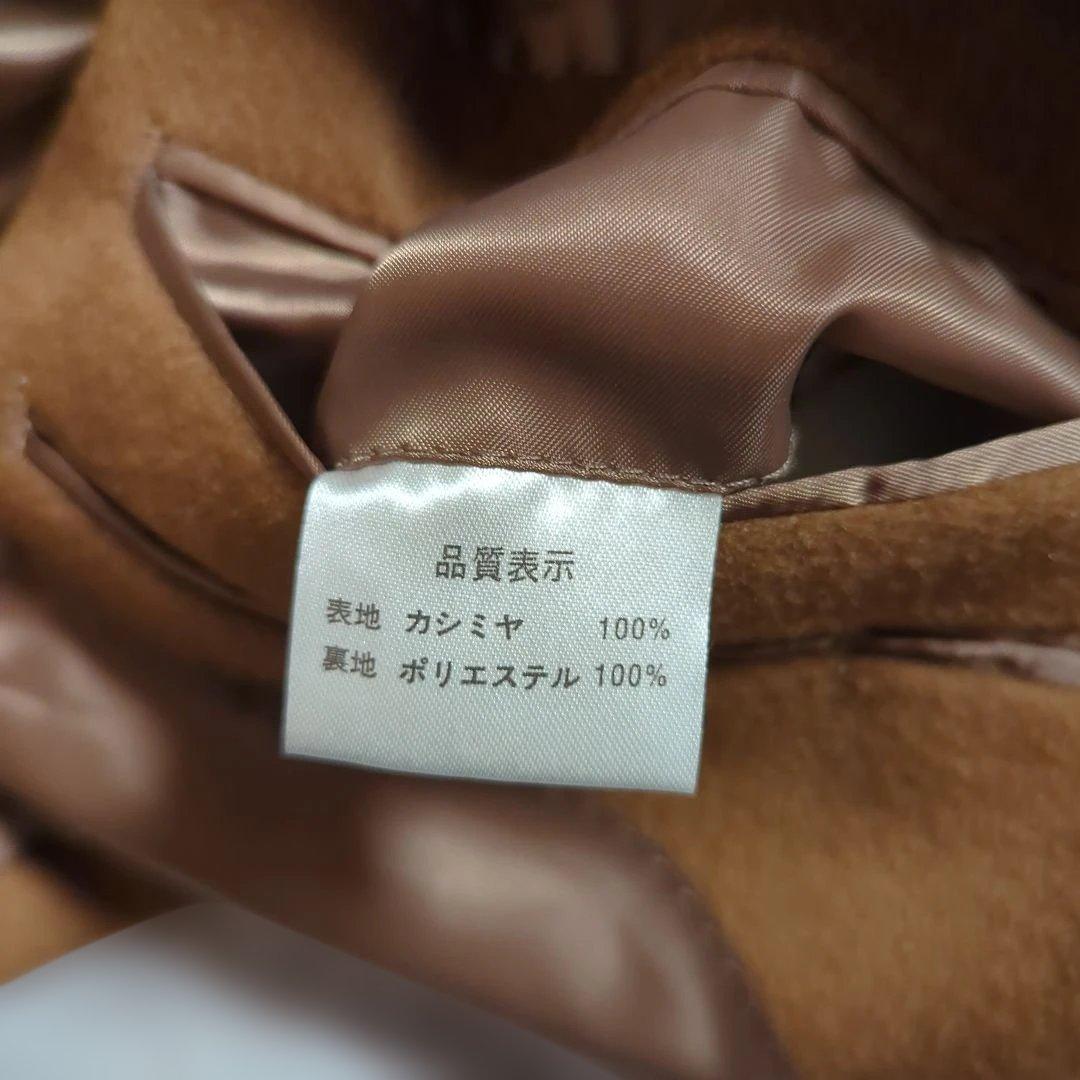 品質表示
表地 カシミヤ 100%
裏地 ポリエステル 100%